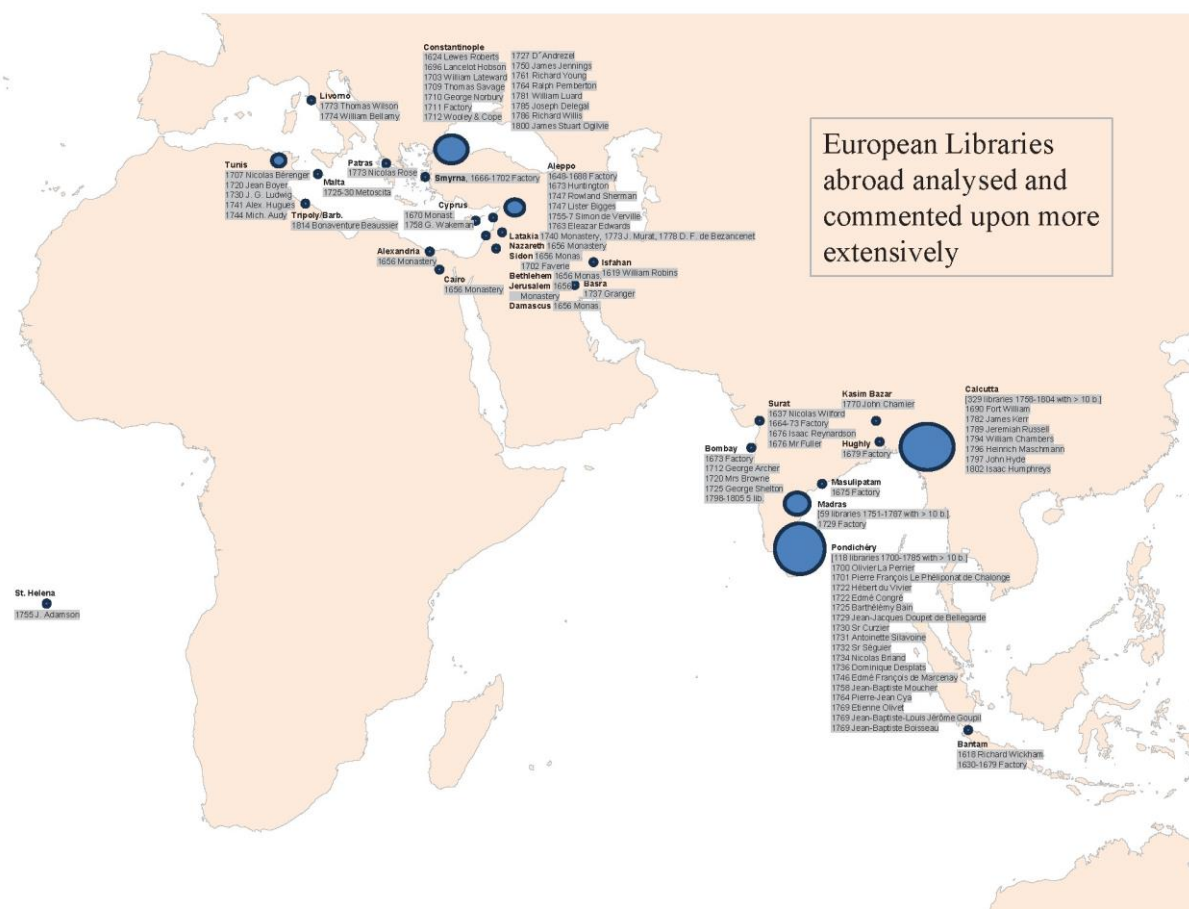 European Libraries
abroad analysed and
commented upon more
extensively
Constantinople
1624 Lewes Roberts
1696 Lancelot Hobson
1703 William Lateward
1709 Thomas Savage
1710 George Norbury
1711 Factory
1712 Wooley & Cope
1727 D'Andrezel
1750 James Jennings
1761 Richard Young
1764 Ralph Pemberton
1781 William Luard
1785 Joseph Delegal
1786 Richard Willis
1800 James Stuart Ogilvie
Livorno
1773 Thomas Wilson
1774 William Bellamy
Tunis
1707 Nicolas Bérenger
1720 Jean Boyer
1730 J. G. Ludwig
1741 Alex. Hugues
1744 Mich. Audy
Malta
1725-30 Metoscita
Tripoly/Barb.
1814 Bonaventure Beaussier
Patras
1773 Nicolas Rose
Smyrna, 1666-1702 Factory
Cyprus
1670 Monast.
1758 G. Wakeman
Aleppo
1648-1688 Factory
1673 Huntington
1747 Rowland Sherman
1747 Lister Bigges
1755-7 Simon de Verville
1763 Eleazar Edwards
Latakia 1740 Monastery, 1773 J. Murat, 1778 D. F. de Bezancenet
Nazareth 1656 Monastery
Sidon 1656 Monas.
1702 Faverie
Bethlehem 1656 Monas.
Jerusalem 1656
Monastery
Damascus 1656 Monas.
Isfahan
1619 William Robins
Basra
1737 Granger
Alexandria
1656 Monastery
Cairo
1656 Monastery
Surat
1637 Nicolas Wilford
1664-73 Factory
1676 Isaac Reynardson
1676 Mr Fuller
Kasim Bazar
1770 John Chamier
Hughly
1679 Factory
Calcutta
[329 libraries 1756-1804 with > 10 b.]
1690 Fort William
1782 James Kerr
1789 Jeremiah Russell
1794 William Chambers
1796 Heinrich Maschmann
1797 John Hyde
1802 Isaac Humphreys
Bombay
1673 Factory
1712 George Archer
1720 Mrs Browne
1725 George Shelton
1798-1805 5 lib.
Masulipatam
1675 Factory
Madras
[59 libraries 1751-1787 with > 10 b.]
1729 Factory
Pondichéry
[118 libraries 1700-1785 with > 10 b.]
1700 Olivier La Perrier
1701 Pierre François Le Phéliponat de Chalonge
1722 Hébert du Vivier
1722 Edmé Congré
1725 Barthélémy Bain
1729 Jean-Jacques Doupet de Bellegarde
1730 Sr Curzier
1731 Antoinette Silavoine
1732 Sr Séguier
1734 Nicolas Briand
1736 Dominique Desplats
1746 Edmé François de Marcenay
1758 Jean-Baptiste Moucher
1764 Pierre-Jean Cya
1769 Etienne Olivet
1769 Jean-Baptiste-Louis Jérôme Goupil
1769 Jean-Baptiste Boisseau
St. Helena
1755 J. Adamson
Bantam
1618 Richard Wickham
1630-1679 Factory